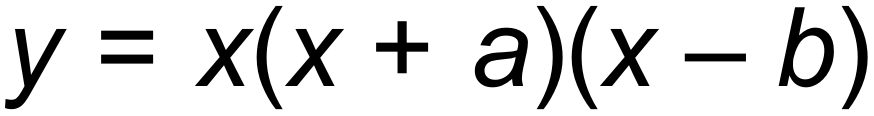 y = x(x + a)(x – b)